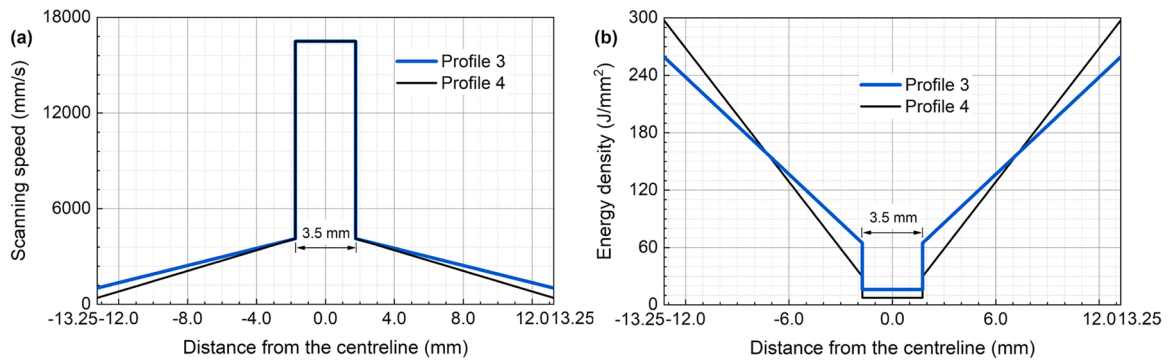 (a)
Scanning speed (mm/s)
18000
12000
6000
0
Profile 3
Profile 4
3.5 mm
-13.25 -12.0 -8.0 -4.0 0.0 4.0 8.0 12.0 13.25
Distance from the centreline (mm)
(b)
Energy density (J/mm²)
300
240
180
120
60
0
Profile 3
Profile 4
3.5 mm
-13.25 -12.0 -6.0 0.0 6.0 12.0 13.25
Distance from the centreline (mm)